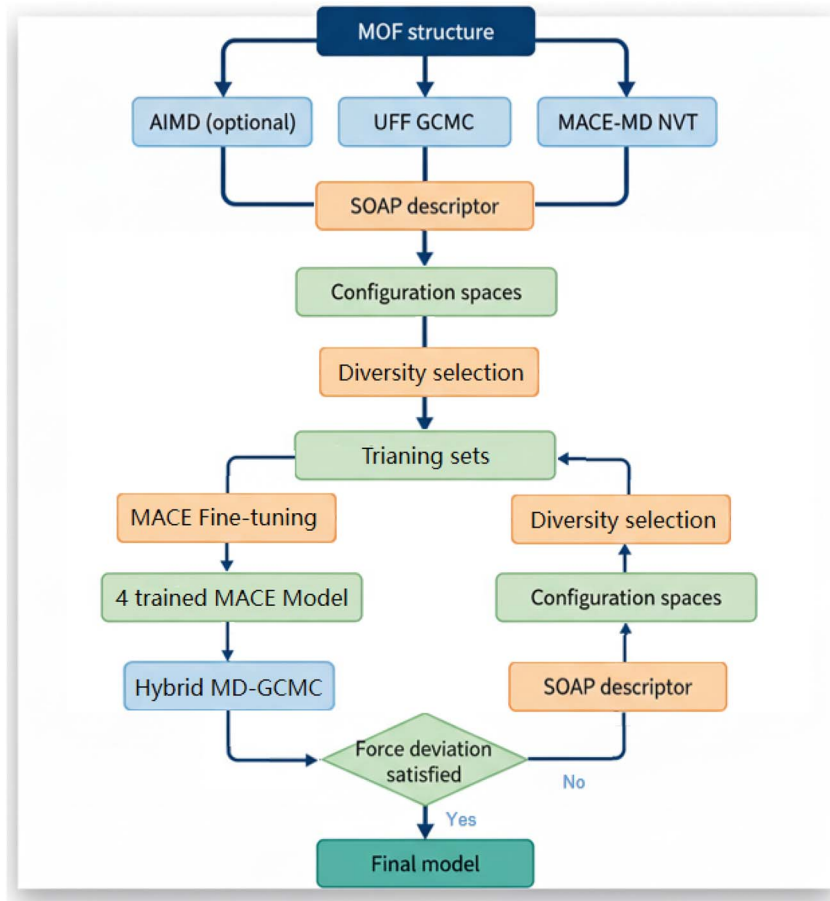 MOF structure
AIMD (optional)
UFF GCMC
MACE-MD NVT
SOAP descriptor
Configuration spaces
Diversity selection
Trianing sets
MACE Fine-tuning
4 trained MACE Model
Hybrid MD-GCMC
Diversity selection
Configuration spaces
SOAP descriptor
Force deviation
satisfied
No
Yes
Final model